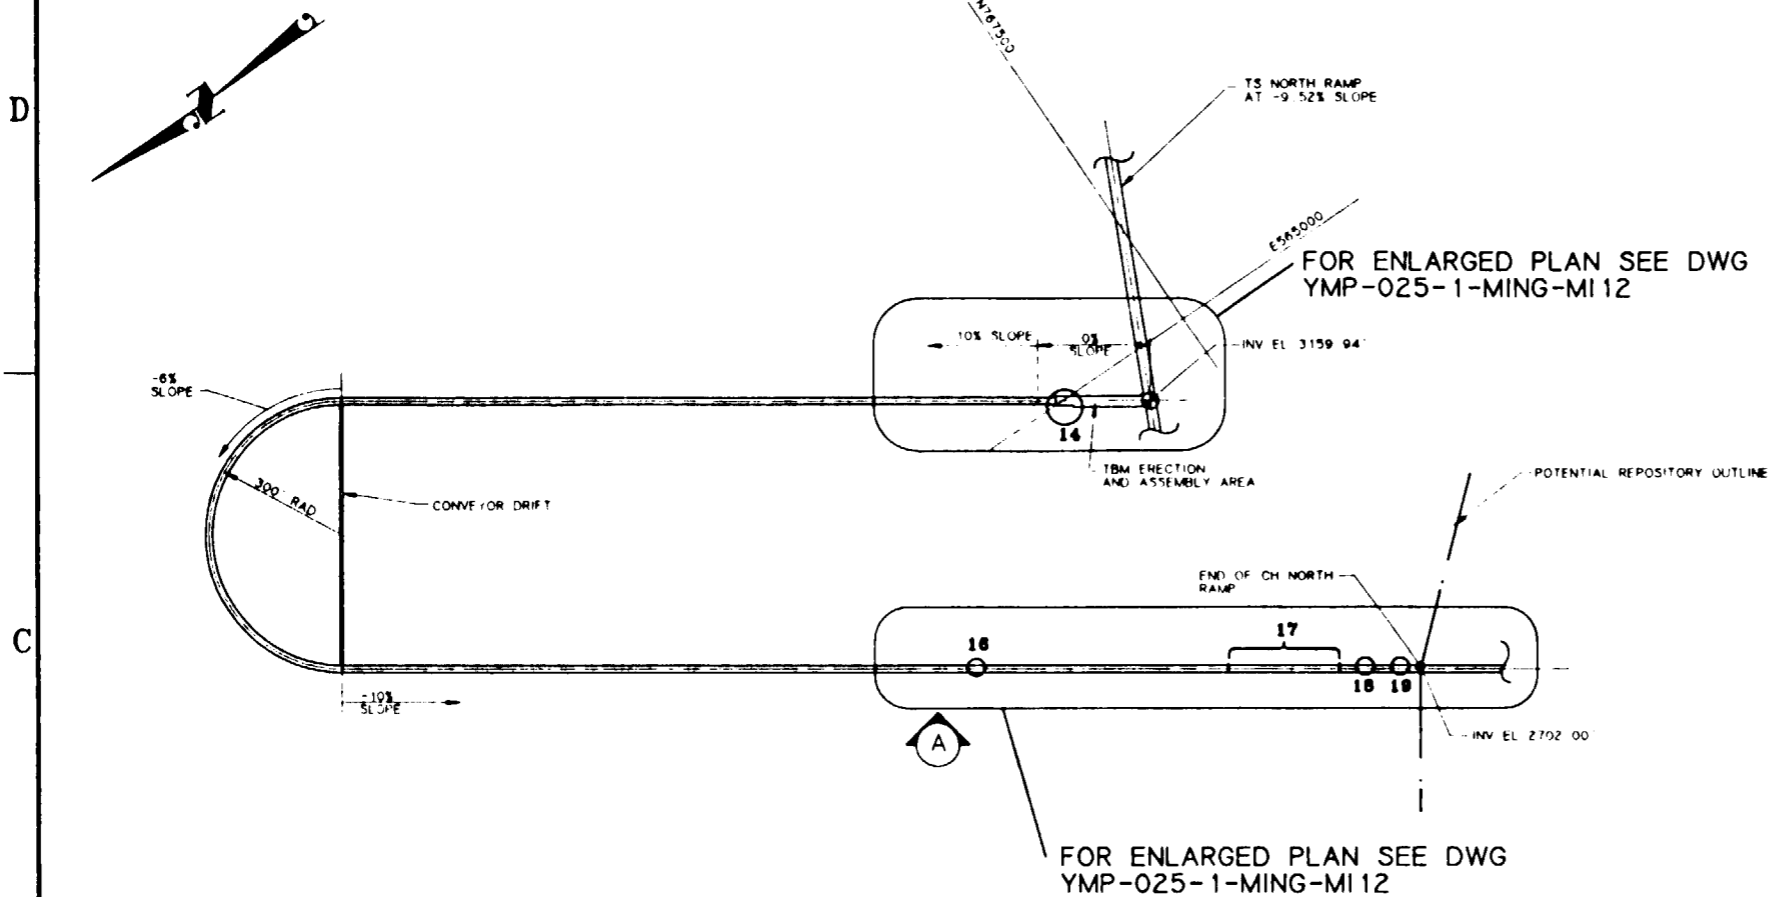 D
N767500
TS NORTH RAMP
AT -9.52% SLOPE
E565000
FOR ENLARGED PLAN SEE DWG
YMP-025-1-MING-MI12
10% SLOPE
0%
SLOPE
INV EL 3159 94'
-6%
SLOPE
14
TBM ERECTION
AND ASSEMBLY AREA
300' RAD
CONVEYOR DRIFT
POTENTIAL REPOSITORY OUTLINE
END OF CH NORTH
RAMP
C
16
17
18
19
-10%
SLOPE
A
INV EL 2702 00'
FOR ENLARGED PLAN SEE DWG
YMP-025-1-MING-MI12